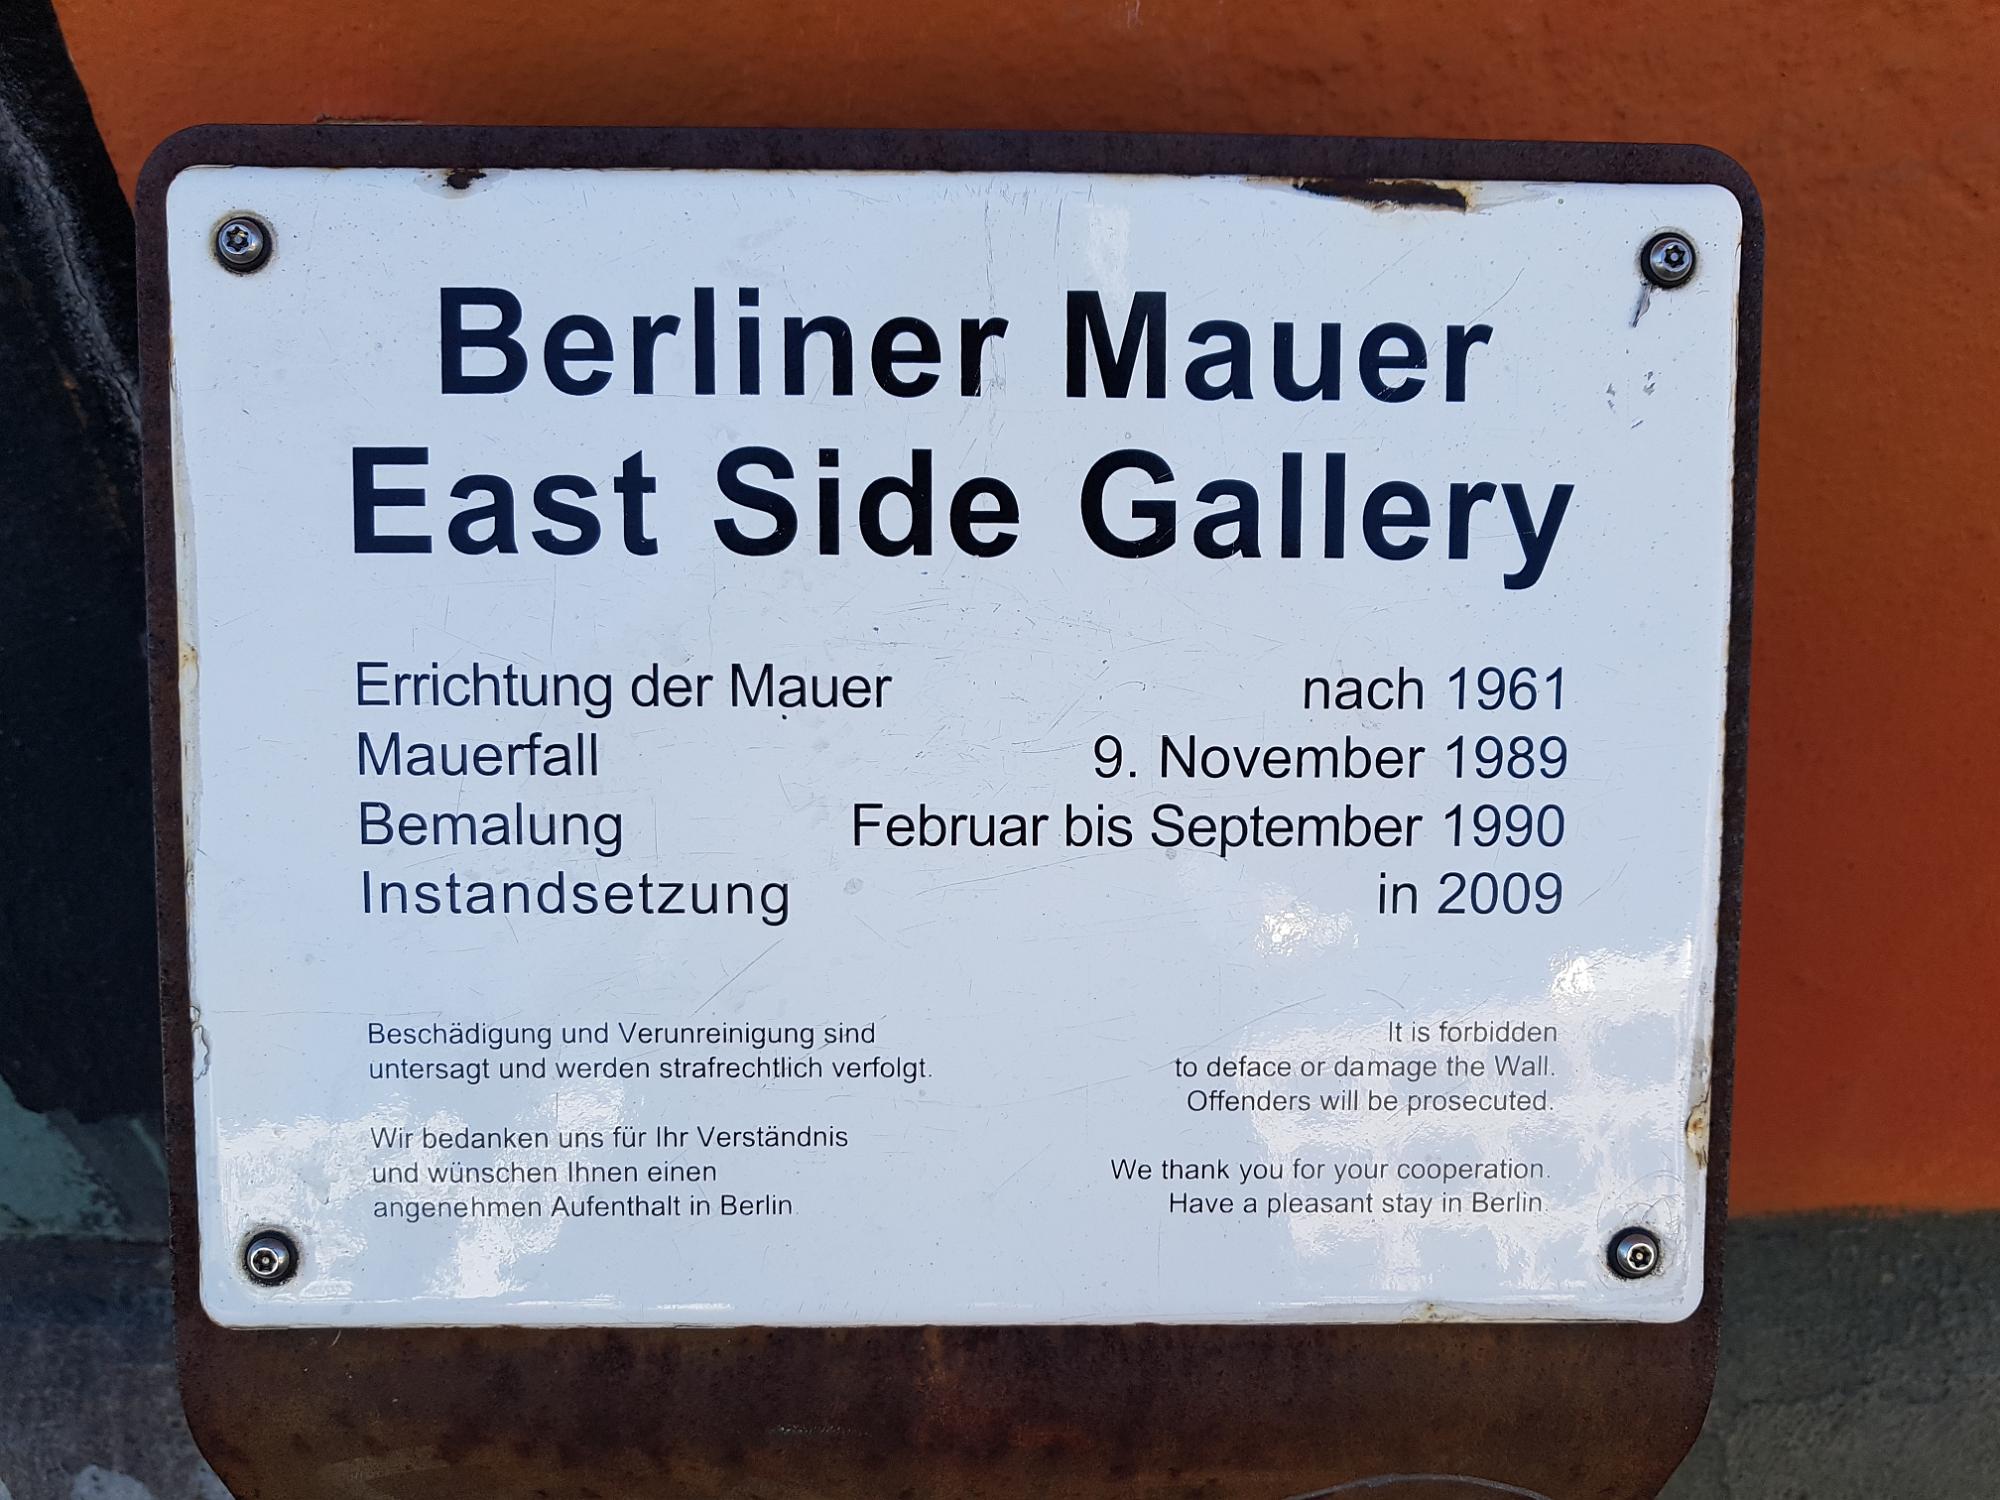 Berliner Mauer
East Side Gallery
Errichtung der Mauer nach 1961
Mauerfall 9. November 1989
Bemalung Februar bis September 1990
Instandsetzung in 2009
Beschädigung und Verunreinigung sind
untersagt und werden strafrechtlich verfolgt.
Wir bedanken uns für Ihr Verständnis
und wünschen Ihnen einen
angenehmen Aufenthalt in Berlin.
It is forbidden
to deface or damage the Wall.
Offenders will be prosecuted.
We thank you for your cooperation.
Have a pleasant stay in Berlin.